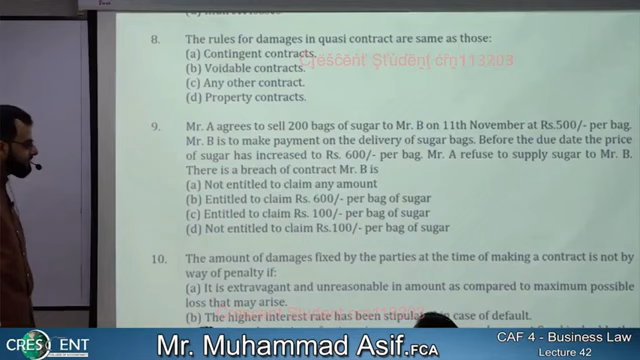 8. The rules for damages in quasi contract are same as those:
(a) Contingent contracts.
(b) Voidable contracts.
(c) Any other contract.
(d) Property contracts.
9. Mr. A agrees to sell 200 bags of sugar to Mr. B on 11th November at Rs.500/- per bag.
Mr. B is to make payment on the delivery of sugar bags. Before the due date the price
of sugar has increased to Rs. 600/- per bag. Mr. A refuse to supply sugar to Mr. B.
There is a breach of contract Mr. B is
(a) Not entitled to claim any amount
(b) Entitled to claim Rs. 600/- per bag of sugar
(c) Entitled to Rs. 100/- per bag of sugar
(d) Not entitled to claim Rs.100/- per bag of sugar
10. The amount of damages fixed by the parties at the time of making a contract is not by
way of penalty if:
(a) It is extravagant and unreasonable in amount as compared to maximum possible
loss that may arise.
(b) The higher interest rate has been stipulated in case of default.
CRESCENT
Mr. Muhammad Asif.FCA
CAF 4 - Business Law
Lecture 42